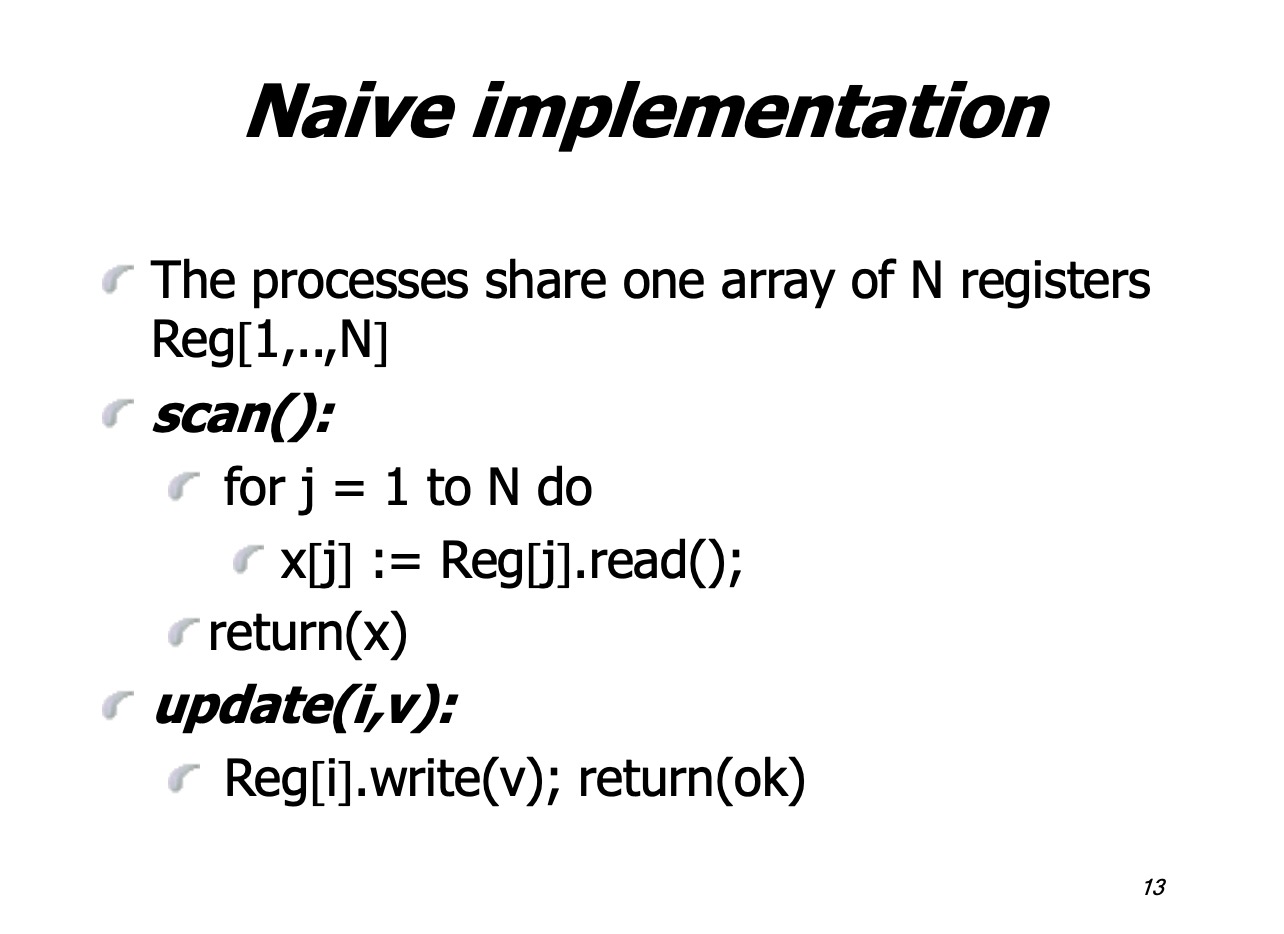 Naive implementation
The processes share one array of N registers
Reg[1,..,N]
scan():
for j = 1 to N do
x[j] := Reg[j].read();
return(x)
update(i,v):
Reg[i].write(v); return(ok)
13